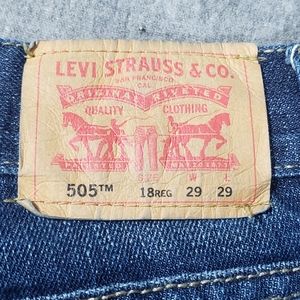 LEVI STRAUSS & CO.
SAN FRANCISCO
CAL
ORIGINAL RIVETED
QUALITY CLOTHING
SIZE W L
505™ 18REG 29 29